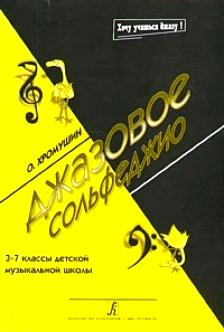 Хочу учиться джазу!
О. ХРОМУШИН
ДЖАЗОВОЕ
СОЛЬФЕДЖИО
3-7 классы детской
музыкальной школы